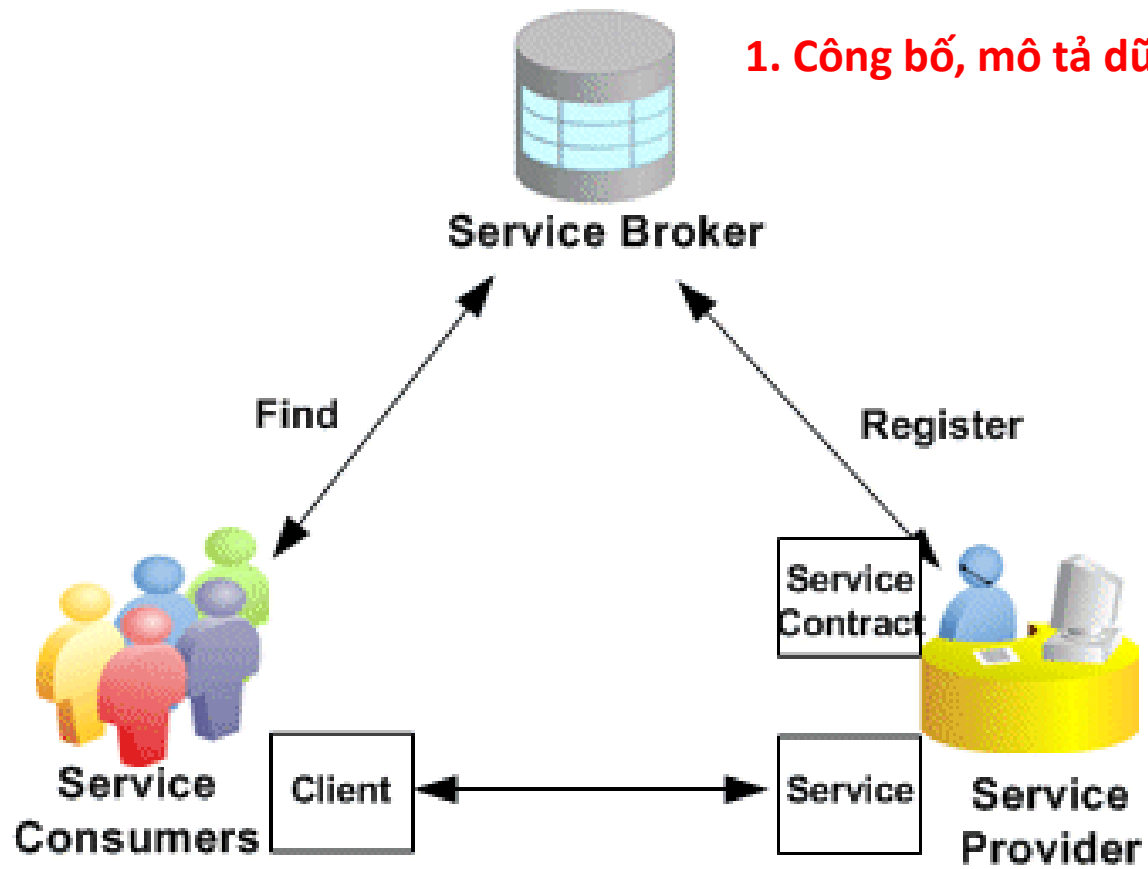 1. Công bố, mô tả dữ
Service Broker
Find
Register
Service
Contract
Service
Consumers
Client
Service
Service
Provider